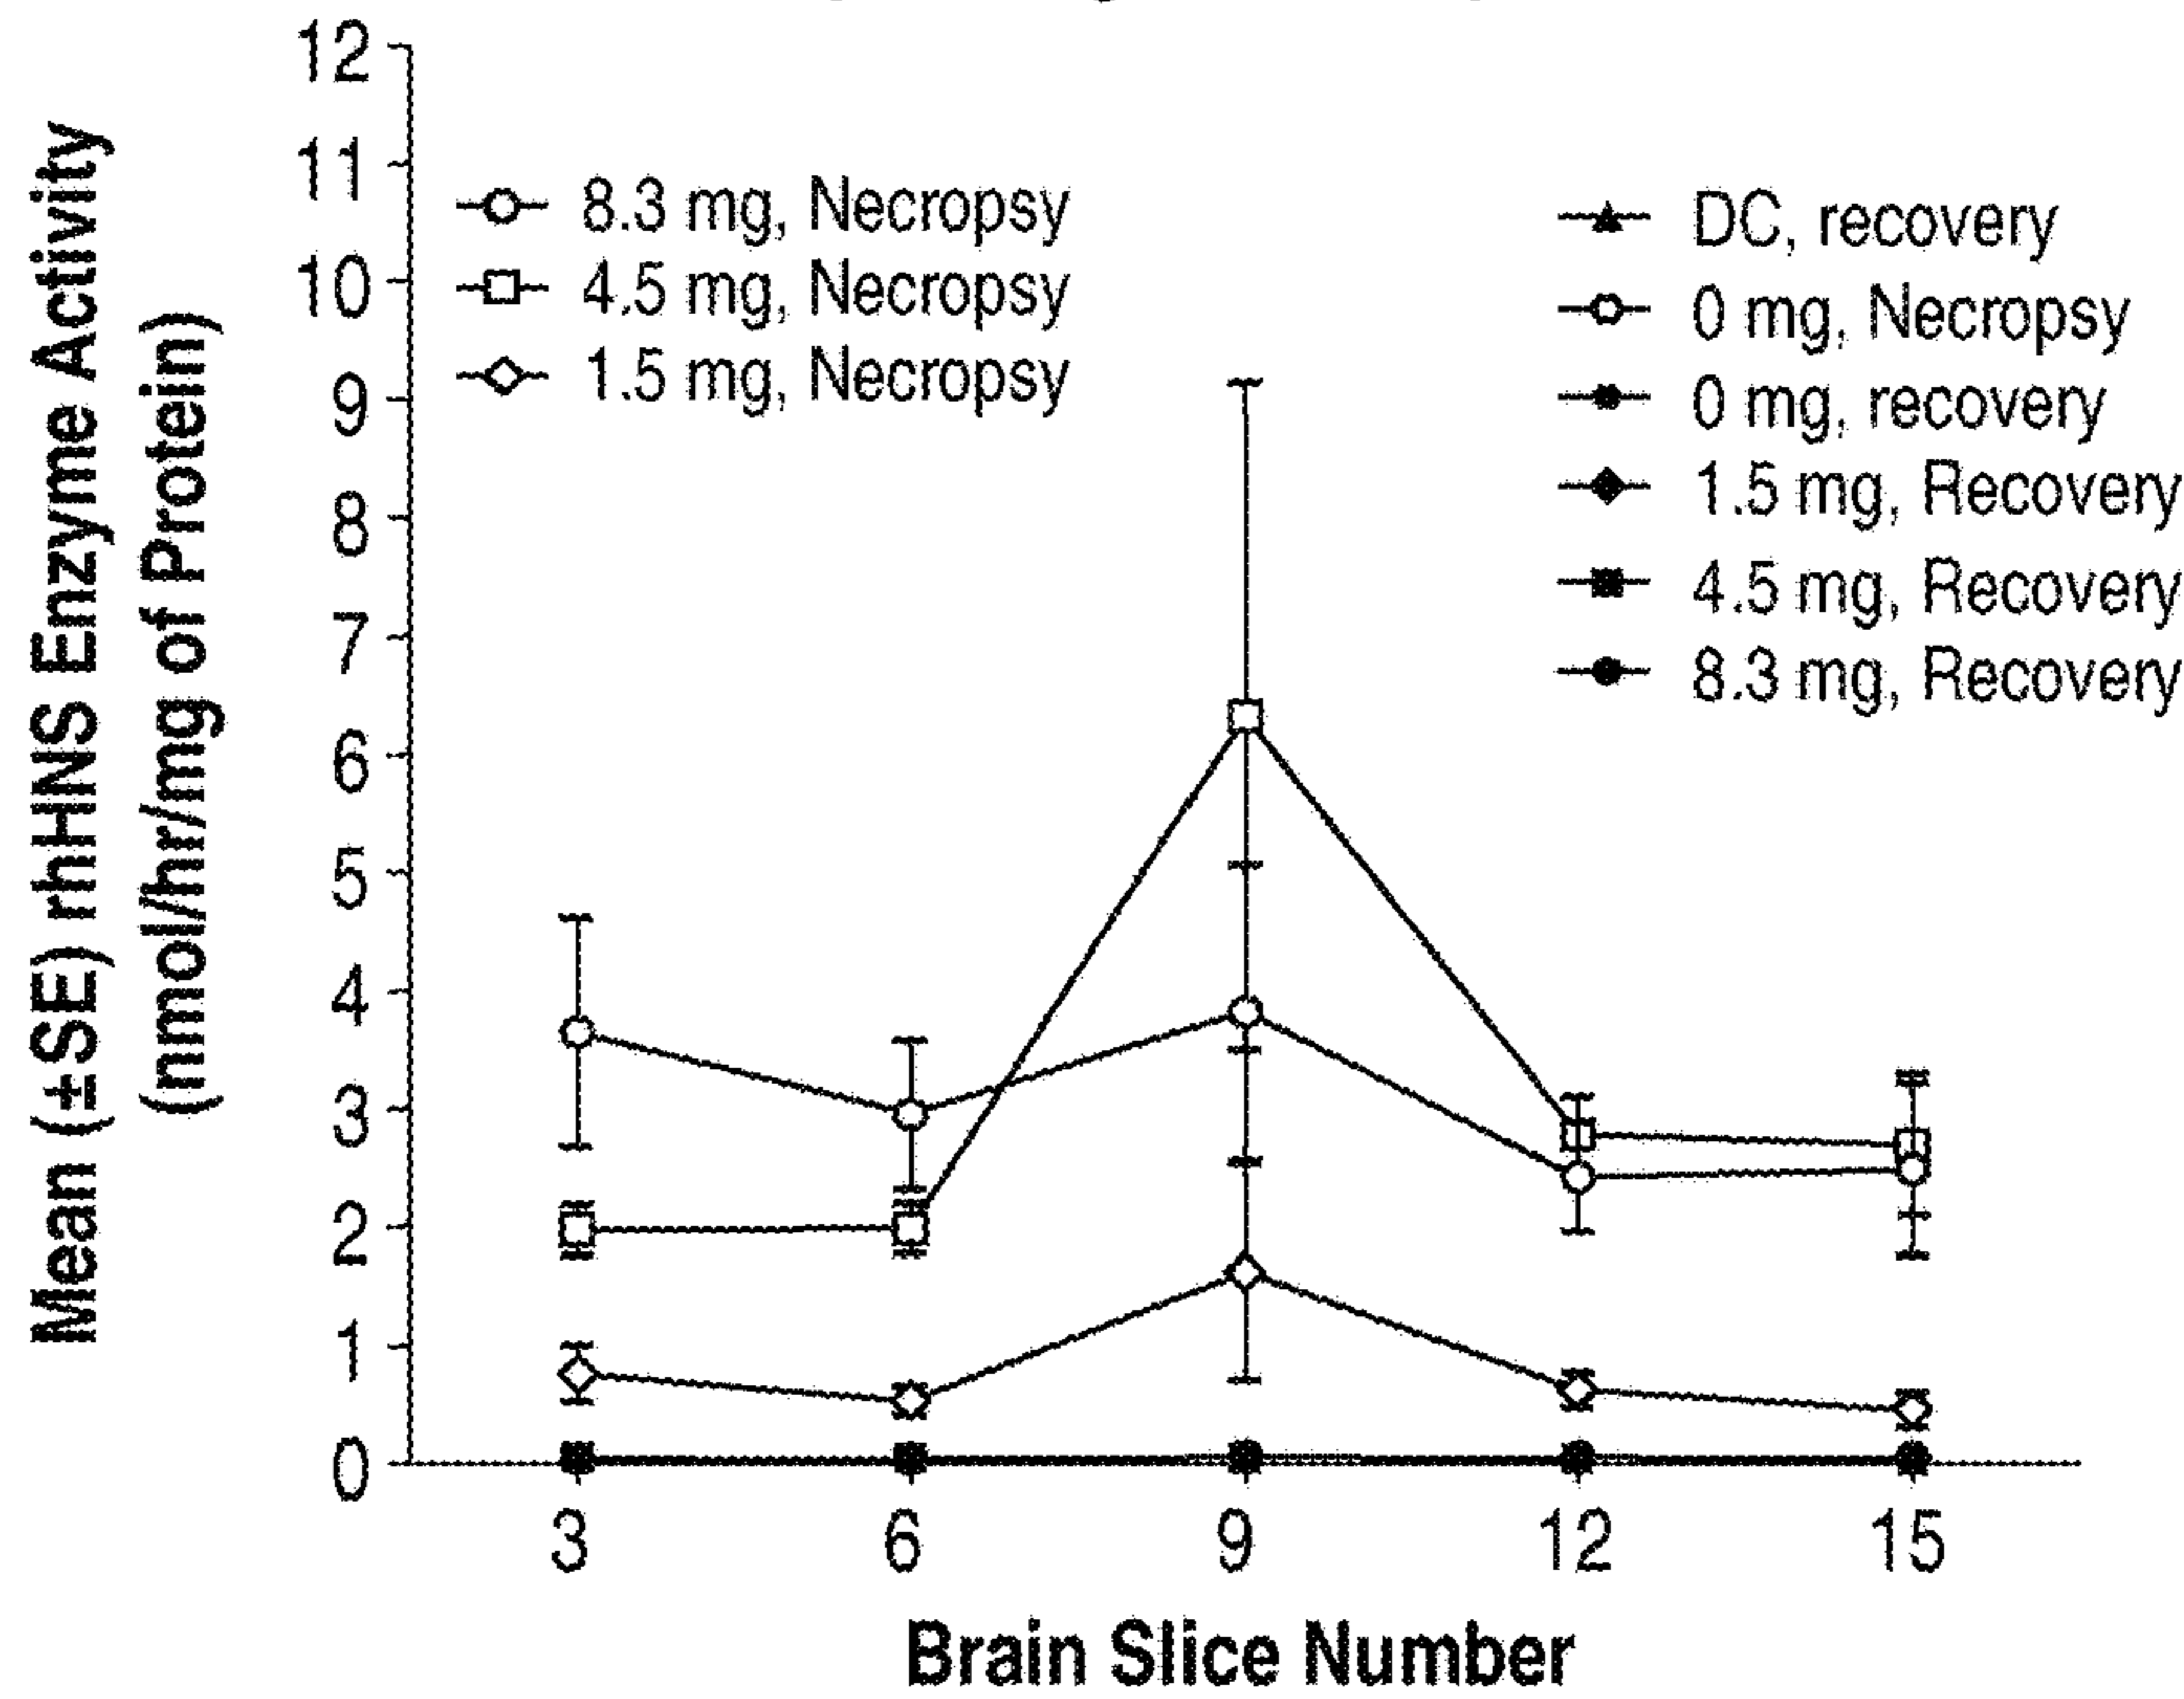 Mean (±SE) rhHNS Enzyme Activity
(nmol/hr/mg of Protein)
12
11
10
9
8
7
6
5
4
3
2
1
0
8.3 mg, Necropsy
4.5 mg, Necropsy
1.5 mg, Necropsy
DC, recovery
0 mg, Necropsy
0 mg, recovery
1.5 mg, Recovery
4.5 mg, Recovery
8.3 mg, Recovery
3 6 9 12 15
Brain Slice Number